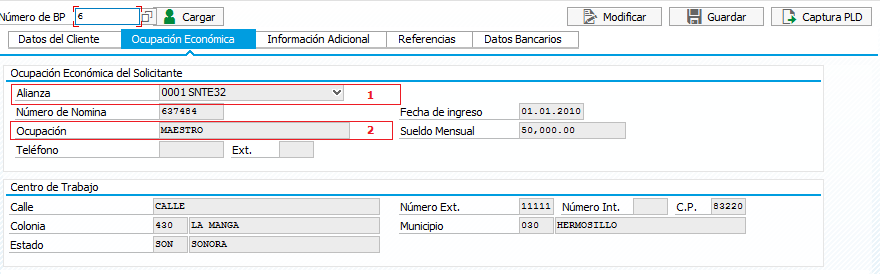 Número de BP 6 Cargar Modificar Guardar Captura PLD
Datos del Cliente Ocupación Económica Información Adicional Referencias Datos Bancarios
Ocupación Económica del Solicitante
Alianza 0001 SNTE32 1
Número de Nomina 637484 Fecha de ingreso 01.01.2010
Ocupación MAESTRO 2 Sueldo Mensual 50,000.00
Teléfono Ext.
Centro de Trabajo
Calle CALLE Número Ext. 11111 Número Int. C.P. 83220
Colonia 430 LA MANGA Municipio 030 HERMOSILLO
Estado SON SONORA